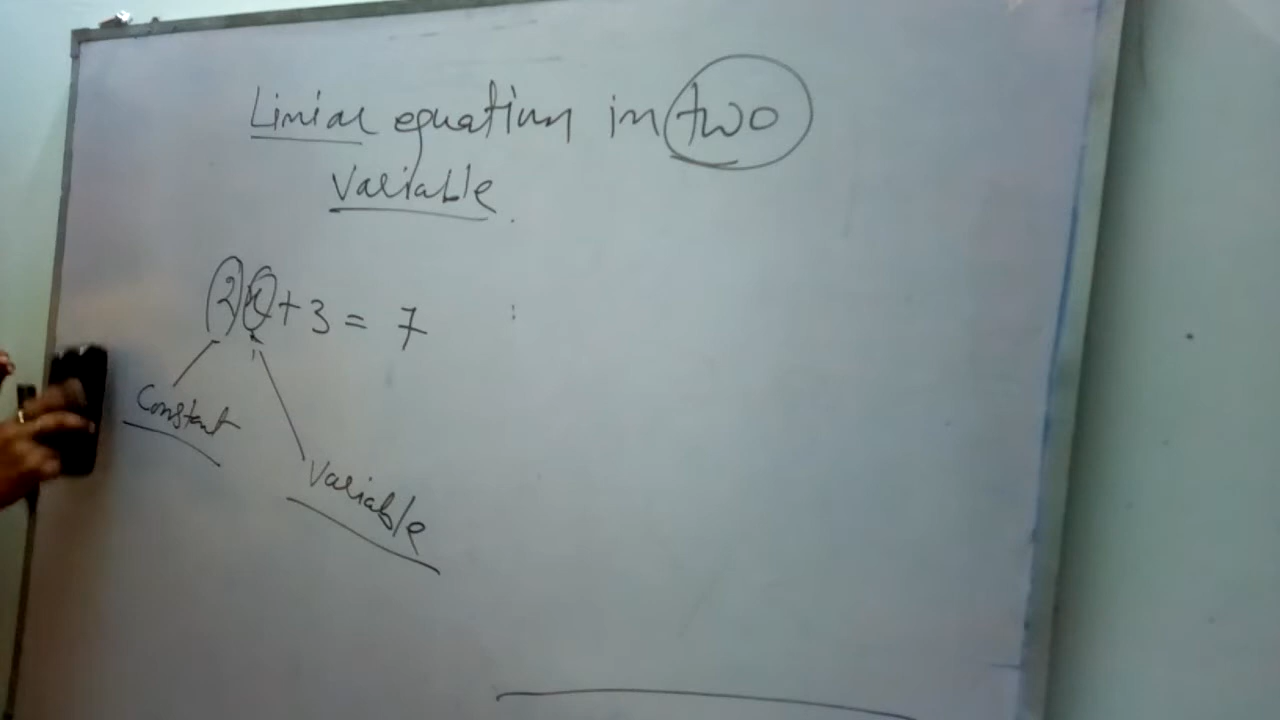 Liniar equation in two
Variable
2x + 3 = 7
Constant
Variable